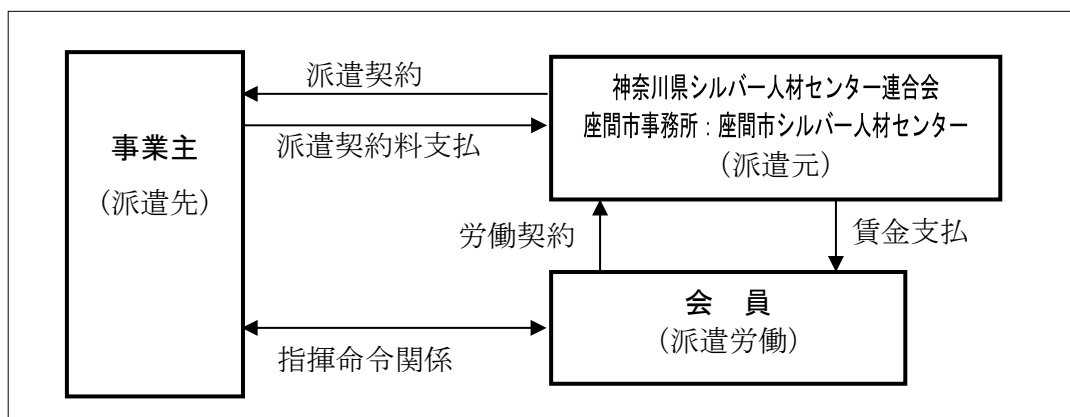 派遣契約
神奈川県シルバー人材センター連合会
座間市事務所：座間市シルバー人材センター
(派遣元)
事業主
(派遣先)
派遣契約料支払
労働契約
賃金支払
会　員
(派遣労働)
指揮命令関係